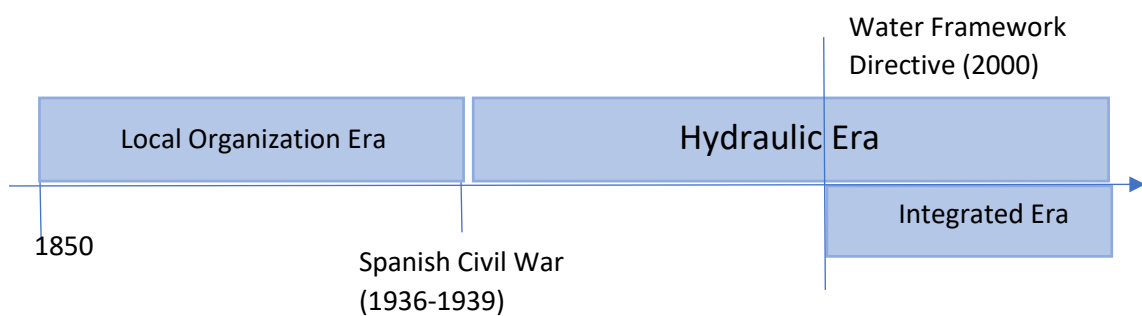 Water Framework
Directive (2000)
Local Organization Era
Hydraulic Era
Integrated Era
1850
Spanish Civil War
(1936-1939)